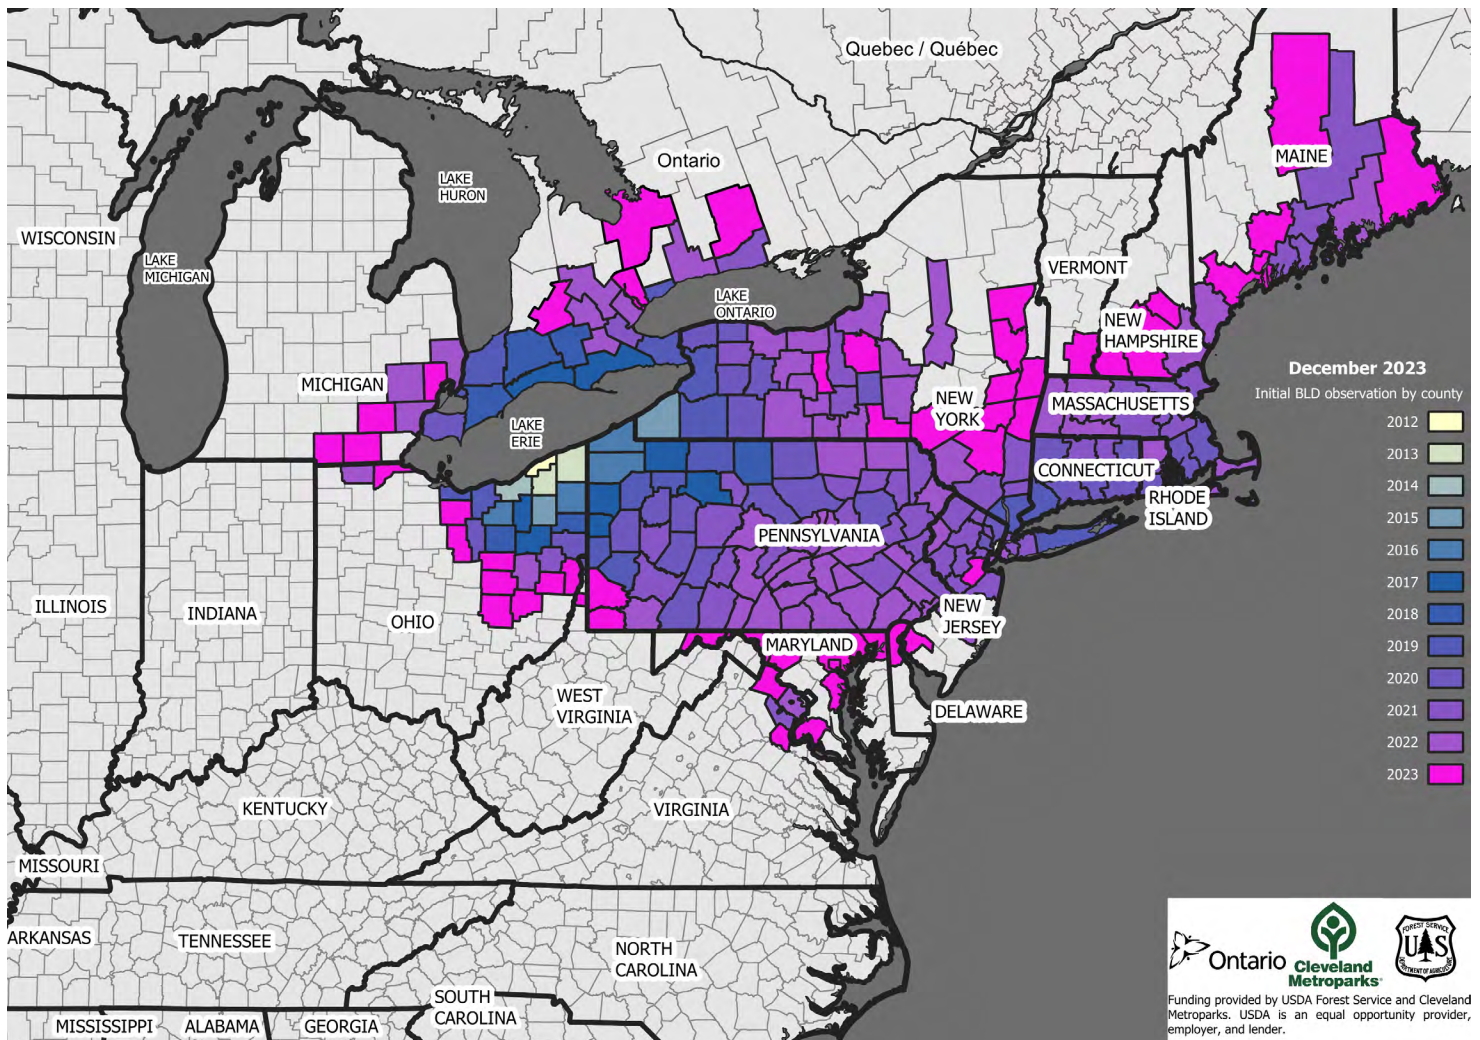 Quebec / Québec
Ontario
MAINE
LAKE
HURON
WISCONSIN
LAKE
MICHIGAN
VERMONT
LAKE
ONTARIO
NEW
HAMPSHIRE
MICHIGAN
NEW
YORK
MASSACHUSETTS
LAKE
ERIE
CONNECTICUT
RHODE
ISLAND
PENNSYLVANIA
ILLINOIS
INDIANA
OHIO
NEW
JERSEY
MARYLAND
WEST
VIRGINIA
DELAWARE
KENTUCKY
VIRGINIA
MISSOURI
ARKANSAS
TENNESSEE
NORTH
CAROLINA
SOUTH
CAROLINA
MISSISSIPPI
ALABAMA
GEORGIA
December 2023
Initial BLD observation by county
2012
2013
2014
2015
2016
2017
2018
2019
2020
2021
2022
2023
Ontario
Cleveland
Metroparks
FOREST SERVICE
U S
DEPARTMENT OF AGRICULTURE
Funding provided by USDA Forest Service and Cleveland
Metroparks. USDA is an equal opportunity provider,
employer, and lender.